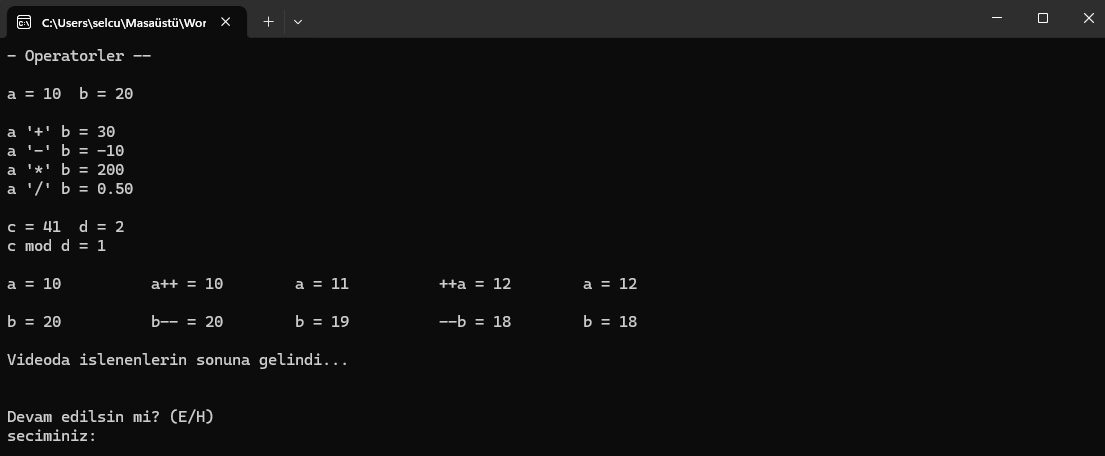 C:\Users\selcu\Masaüstü\Wor
- Operatorler --
a = 10  b = 20
a '+' b = 30
a '-' b = -10
a '*' b = 200
a '/' b = 0.50
c = 41  d = 2
c mod d = 1
a = 10          a++ = 10        a = 11          ++a = 12        a = 12
b = 20          b-- = 20        b = 19          --b = 18        b = 18
Videoda islenenlerin sonuna gelindi...
Devam edilsin mi? (E/H)
seciminiz: